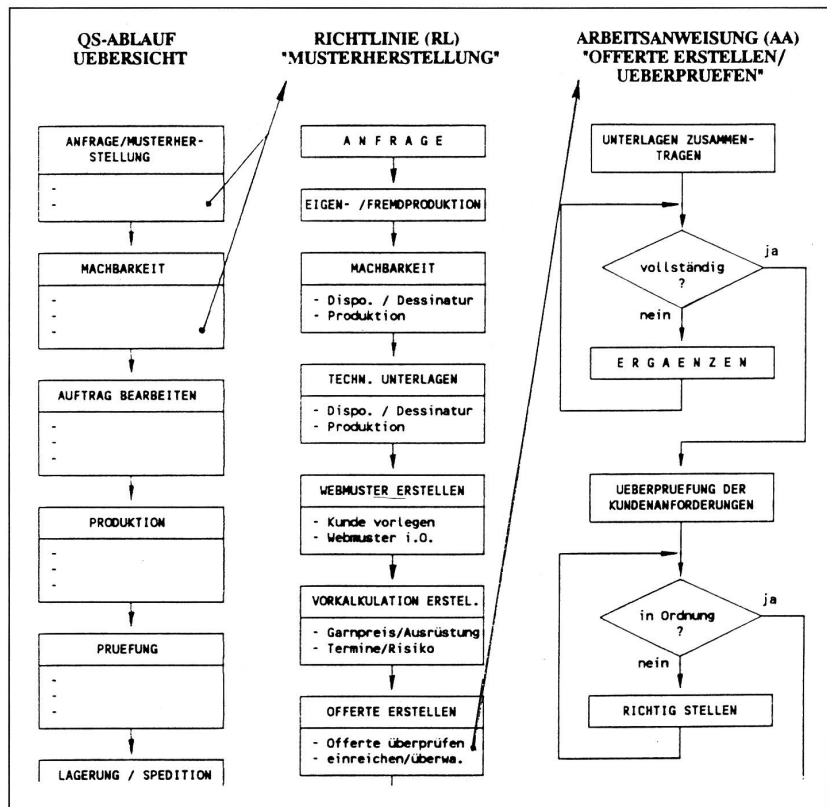 QS-ABLAUF
UEBERSICHT
ANFRAGE/MUSTERHER-
STELLUNG
-
-
MACHBARKEIT
-
-
-
AUFTRAG BEARBEITEN
-
-
-
PRODUKTION
-
-
-
PRUEFUNG
-
-
-
LAGERUNG / SPEDITION
RICHTLINIE (RL)
"MUSTERHERSTELLUNG"
A N F R A G E
EIGEN- /FREMDPRODUKTION
MACHBARKEIT
- Dispo. / Dessinatur
- Produktion
TECHN. UNTERLAGEN
- Dispo. / Dessinatur
- Produktion
WEBMUSTER ERSTELLEN
- Kunde vorlegen
- Webmuster i.O.
VORKALKULATION ERSTEL.
- Garnpreis/Ausrüstung
- Termine/Risiko
OFFERTE ERSTELLEN
- Offerte überprüfen
- einreichen/überwa.
ARBEITSANWEISUNG (AA)
"OFFERTE ERSTELLEN/
UEBERPRUEFEN"
UNTERLAGEN ZUSAMMEN-
TRAGEN
vollständig
?
ja
nein
E R G A E N Z E N
UEBERPRUEFUNG DER
KUNDENANFORDERUNGEN
in Ordnung
?
ja
nein
RICHTIG STELLEN